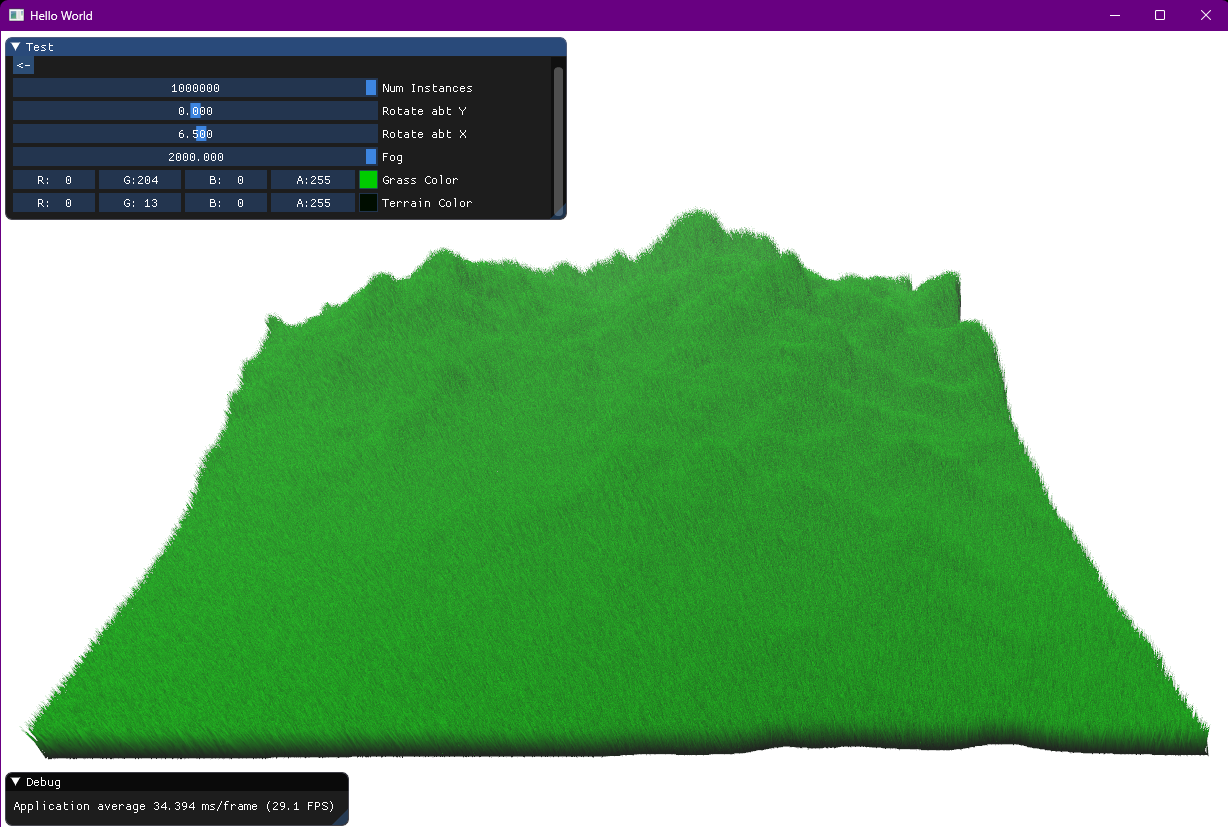 Hello World
Test
<-
1000000 Num Instances
0.000 Rotate abt Y
6.500 Rotate abt X
2000.000 Fog
R: 0 G:204 B: 0 A:255 Grass Color
R: 0 G: 13 B: 0 A:255 Terrain Color
Debug
Application average 34.394 ms/frame (29.1 FPS)